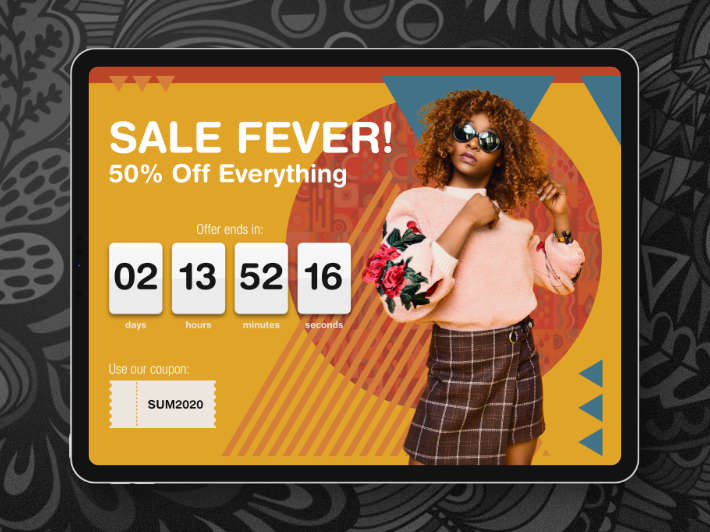 SALE FEVER!
50% Off Everything
Offer ends in:
02 13 52 16
days hours minutes seconds
Use our coupon:
SUM2020